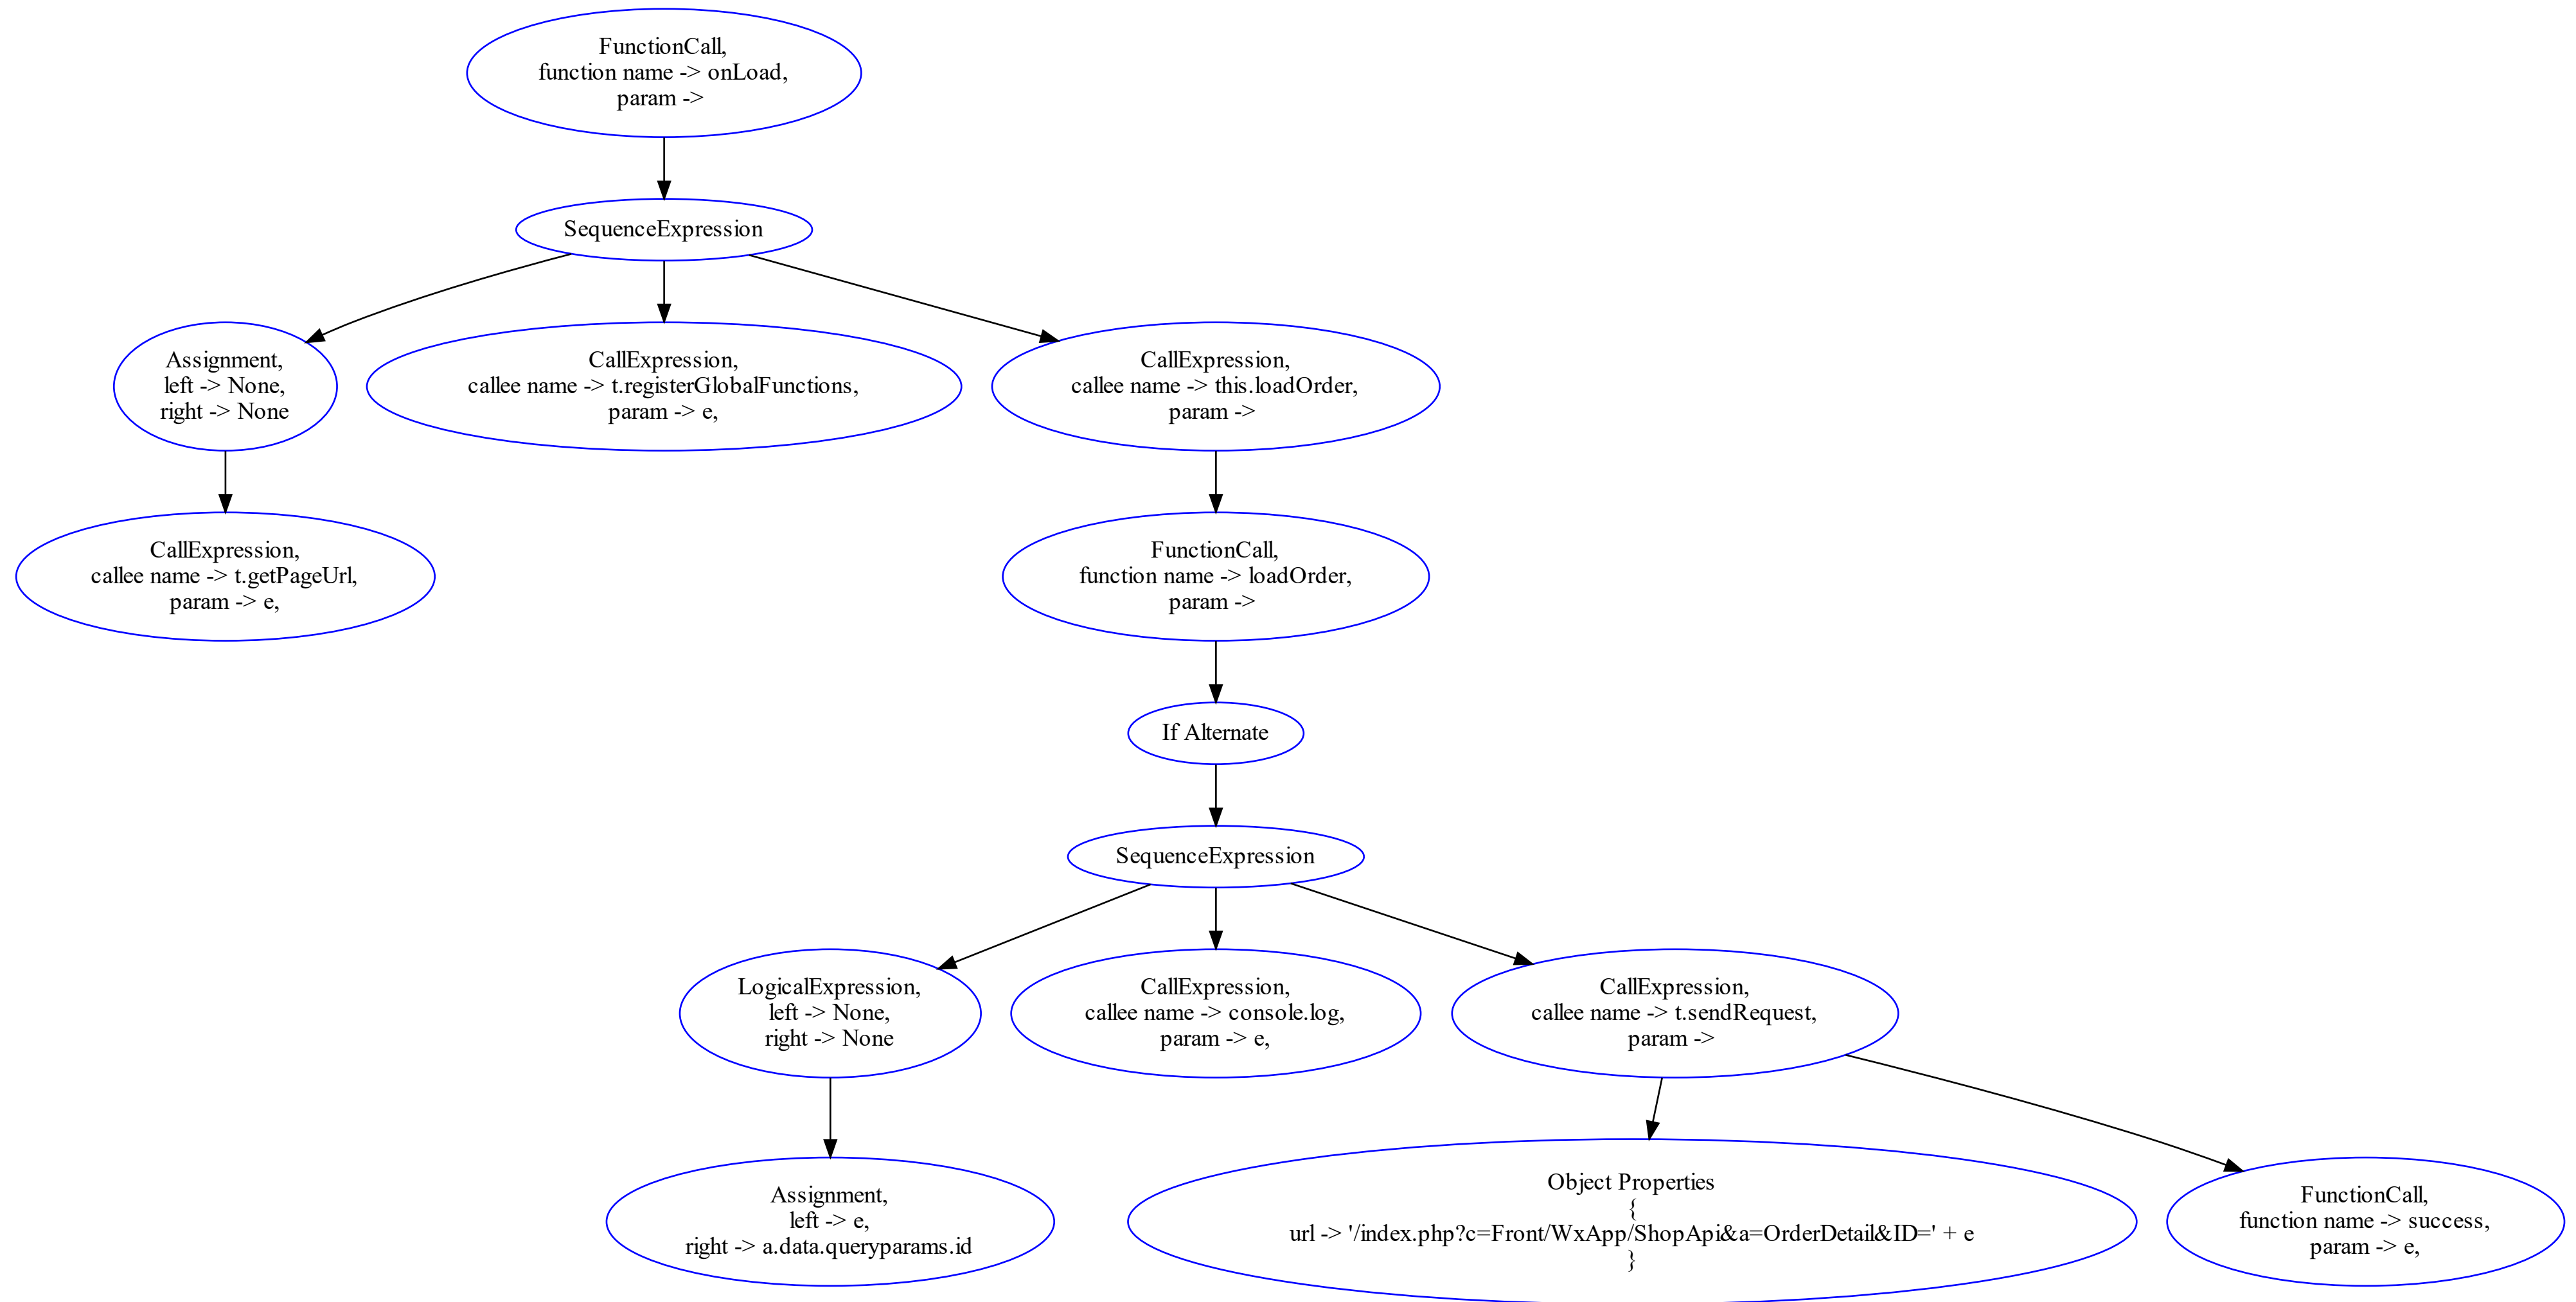 FunctionCall,
function name -> onLoad,
param ->
SequenceExpression
Assignment,
left -> None,
right -> None
CallExpression,
callee name -> t.registerGlobalFunctions,
param -> e,
CallExpression,
callee name -> this.loadOrder,
param ->
CallExpression,
callee name -> t.getPageUrl,
param -> e,
FunctionCall,
function name -> loadOrder,
param ->
If Alternate
SequenceExpression
LogicalExpression,
left -> None,
right -> None
CallExpression,
callee name -> console.log,
param -> e,
CallExpression,
callee name -> t.sendRequest,
param ->
Assignment,
left -> e,
right -> a.data.queryparams.id
Object Properties
{
url -> '/index.php?c=Front/WxApp/ShopApi&a=OrderDetail&ID=' + e
}
FunctionCall,
function name -> success,
param -> e,